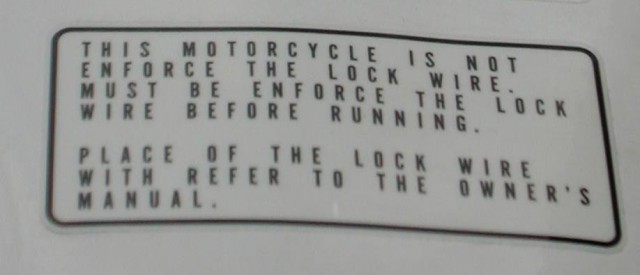 THIS MOTORCYCLE IS NOT
ENFORCE THE LOCK WIRE.
MUST BE ENFORCE THE LOCK
WIRE BEFORE RUNNING.
PLACE OF THE LOCK WIRE
WITH REFER TO THE OWNER'S
MANUAL.